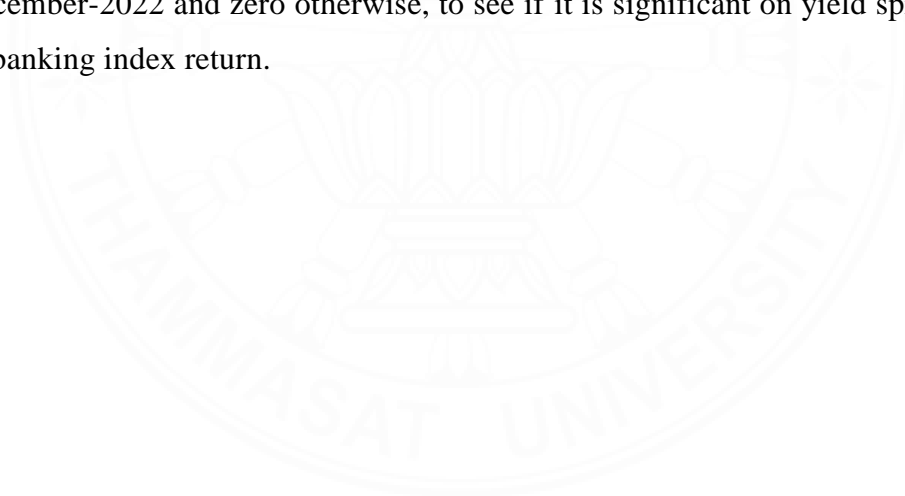 cember-2022 and zero otherwise, to see if it is significant on yield sp
banking index return.
THAMMASAT UNIVERSITY